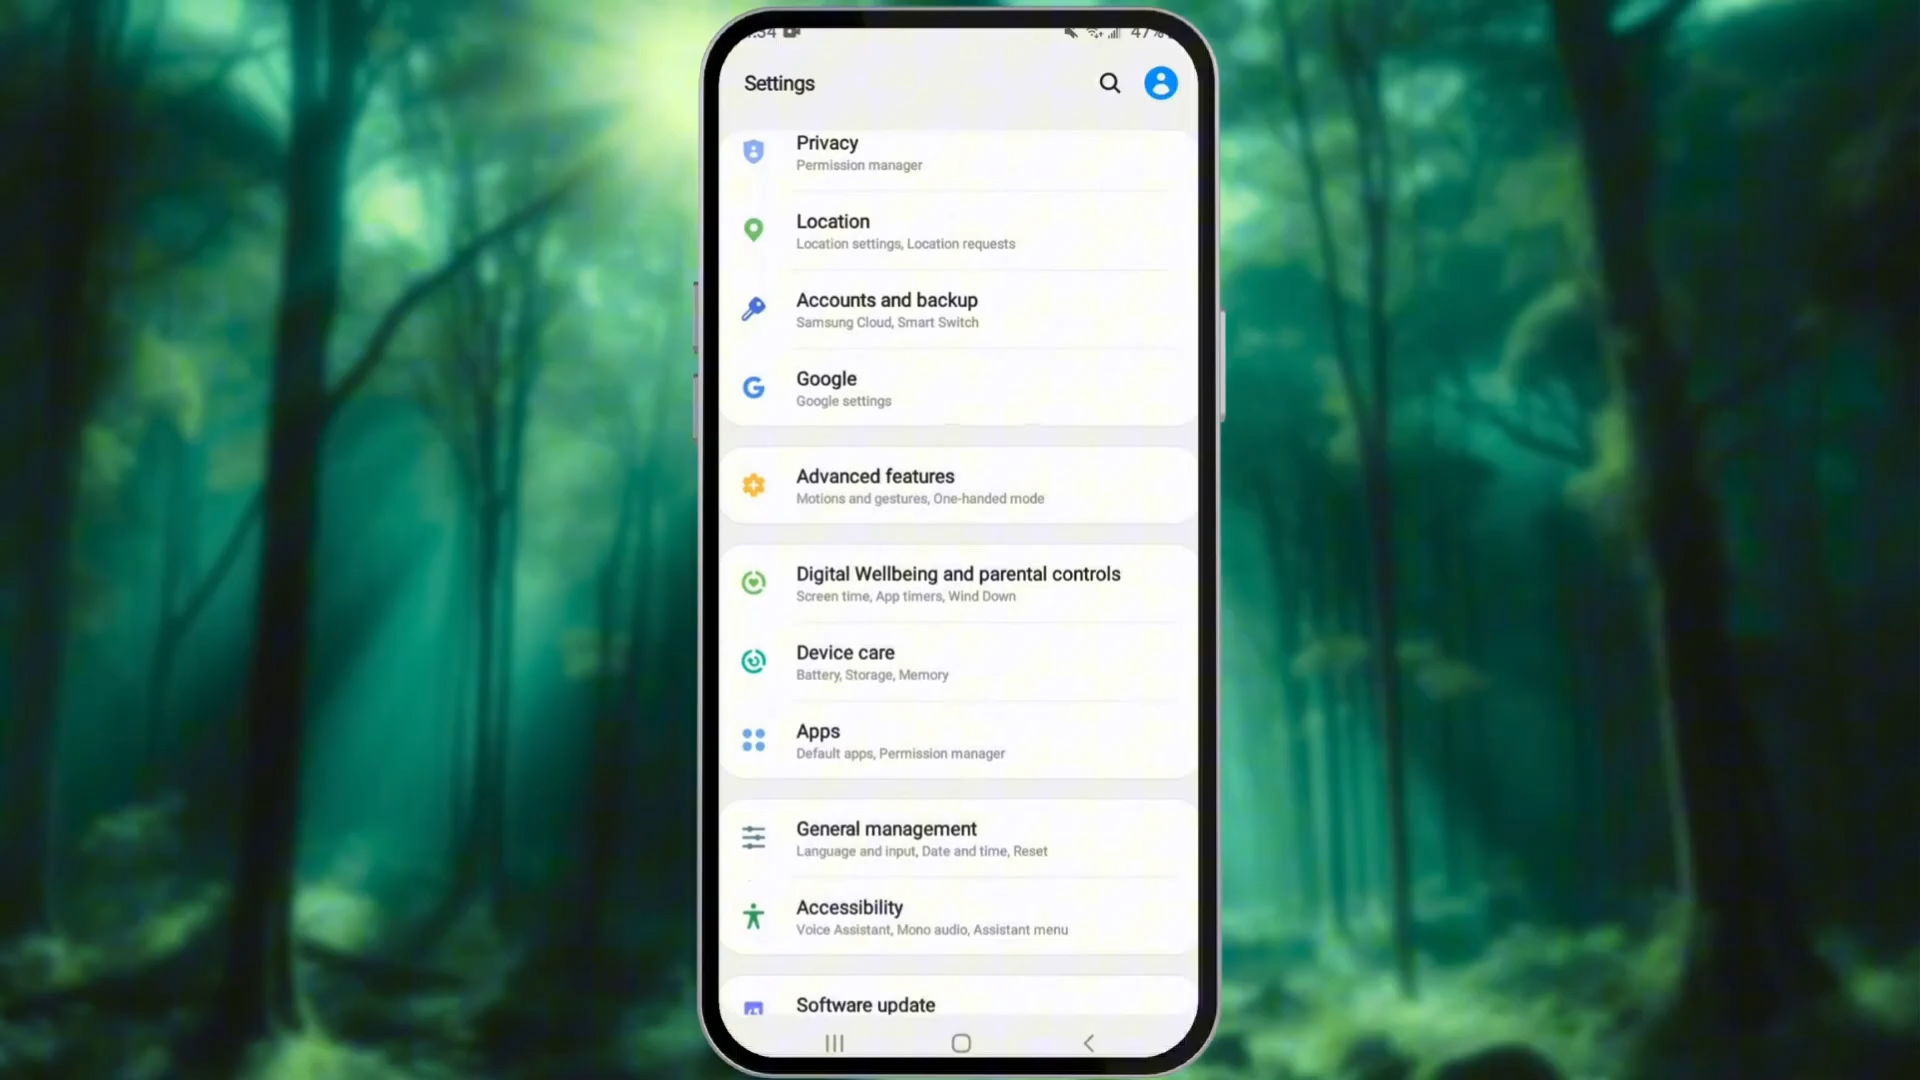 Settings
Privacy
Permission manager
Location
Location settings, Location requests
Accounts and backup
Samsung Cloud, Smart Switch
Google
Google settings
Advanced features
Motions and gestures, One-handed mode
Digital Wellbeing and parental controls
Screen time, App timers, Wind Down
Device care
Battery, Storage, Memory
Apps
Default apps, Permission manager
General management
Language and input, Date and time, Reset
Accessibility
Voice Assistant, Mono audio, Assistant menu
Software update